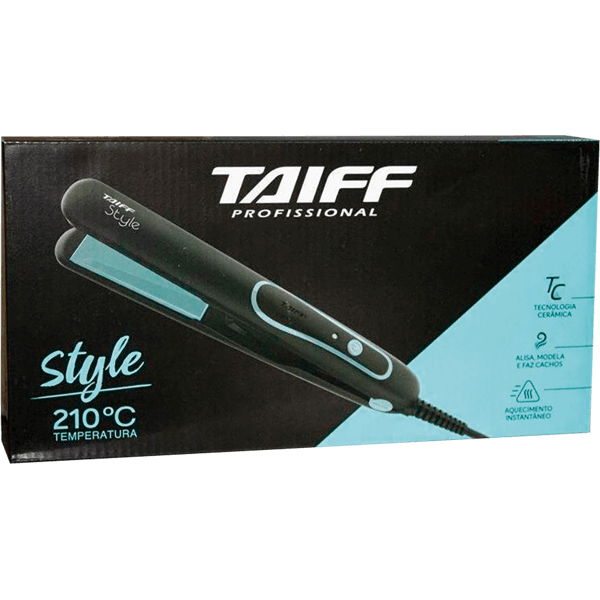 TAIFF
PROFISSIONAL
TAIFF
Style
TAIFF
TC
TECNOLOGIA
CERÂMICA
ALISA, MODELA
E FAZ CACHOS
AQUECIMENTO
INSTANTÂNEO
Style
210°C
TEMPERATURA